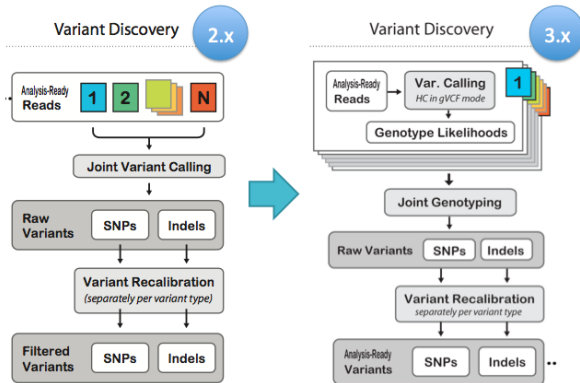 Variant Discovery
2.x
Analysis-Ready
Reads
1
2
N
Joint Variant Calling
Raw
Variants
SNPs
Indels
Variant Recalibration
(separately per variant type)
Filtered
Variants
SNPs
Indels
Variant Discovery
3.x
Analysis-Ready
Reads
Var. Calling
HC in gVCF mode
1
Genotype Likelihoods
Joint Genotyping
Raw Variants
SNPs
Indels
Variant Recalibration
separately per variant type
Analysis-Ready
Variants
SNPs
Indels